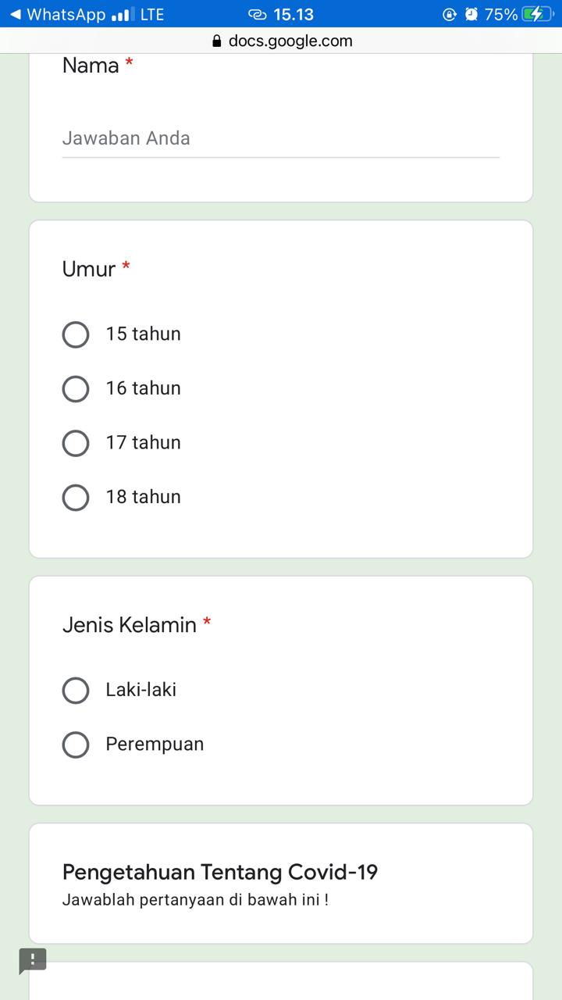 WhatsApp LTE 15.13 75%
docs.google.com
Nama *
Jawaban Anda
Umur *
15 tahun
16 tahun
17 tahun
18 tahun
Jenis Kelamin *
Laki-laki
Perempuan
Pengetahuan Tentang Covid-19
Jawablah pertanyaan di bawah ini !